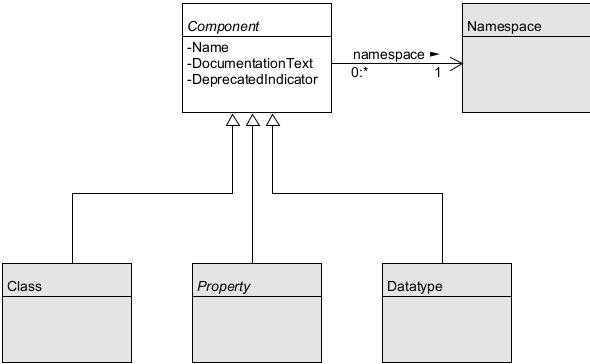 Component
-Name
-DocumentationText
-DeprecatedIndicator
namespace ►
0:* 1
Namespace
Class
Property
Datatype